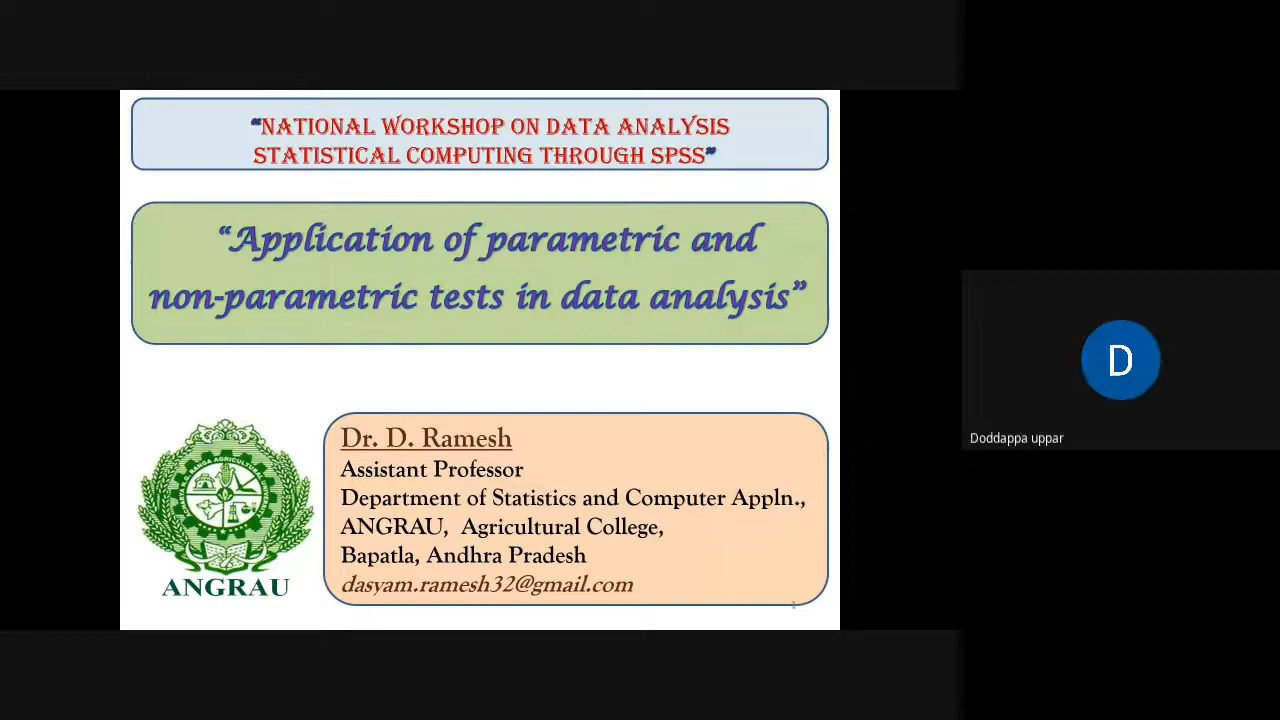 “NATIONAL WORKSHOP ON DATA ANALYSIS
STATISTICAL COMPUTING THROUGH SPSS”
“Application of parametric and
non-parametric tests in data analysis”
Dr. D. Ramesh
Assistant Professor
Department of Statistics and Computer Appln.,
ANGRAU, Agricultural College,
Bapatla, Andhra Pradesh
dasyam.ramesh32@gmail.com
1
ANGRAU
D
Doddappa uppar